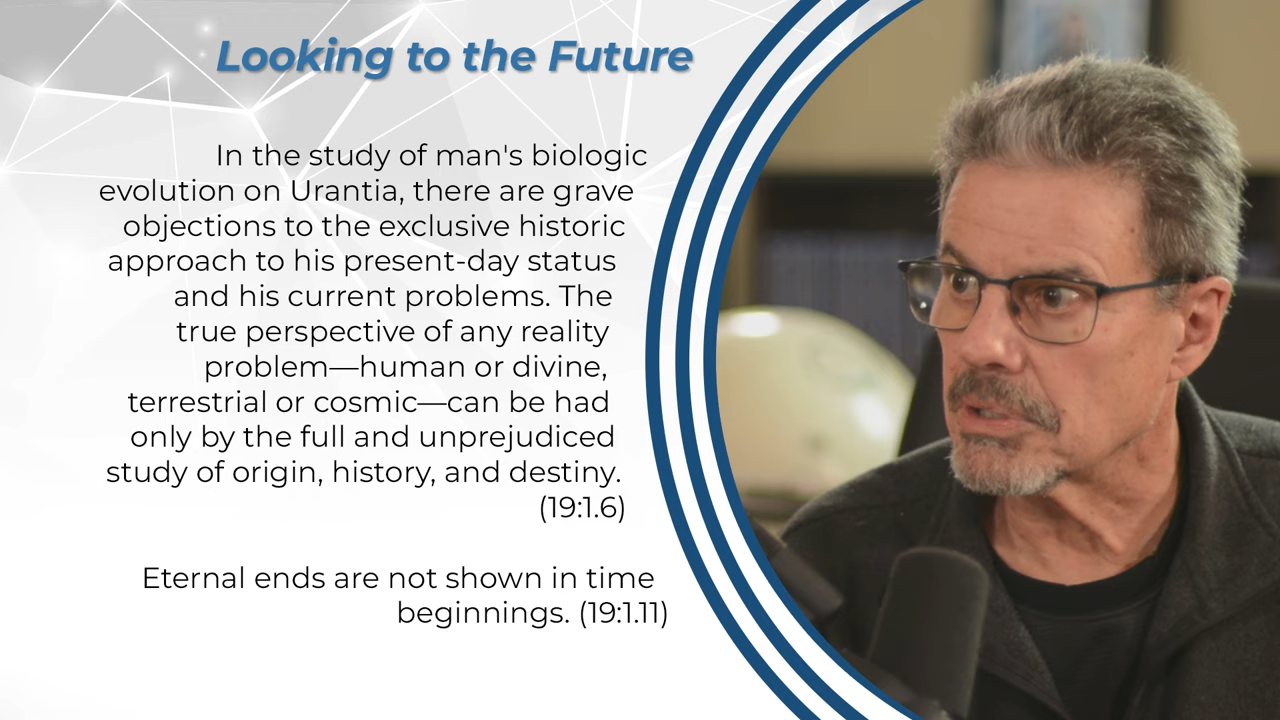 Looking to the Future
In the study of man's biologic
evolution on Urantia, there are grave
objections to the exclusive historic
approach to his present-day status
and his current problems. The
true perspective of any reality
problem—human or divine,
terrestrial or cosmic—can be had
only by the full and unprejudiced
study of origin, history, and destiny.
(19:1.6)
Eternal ends are not shown in time
beginnings. (19:1.11)